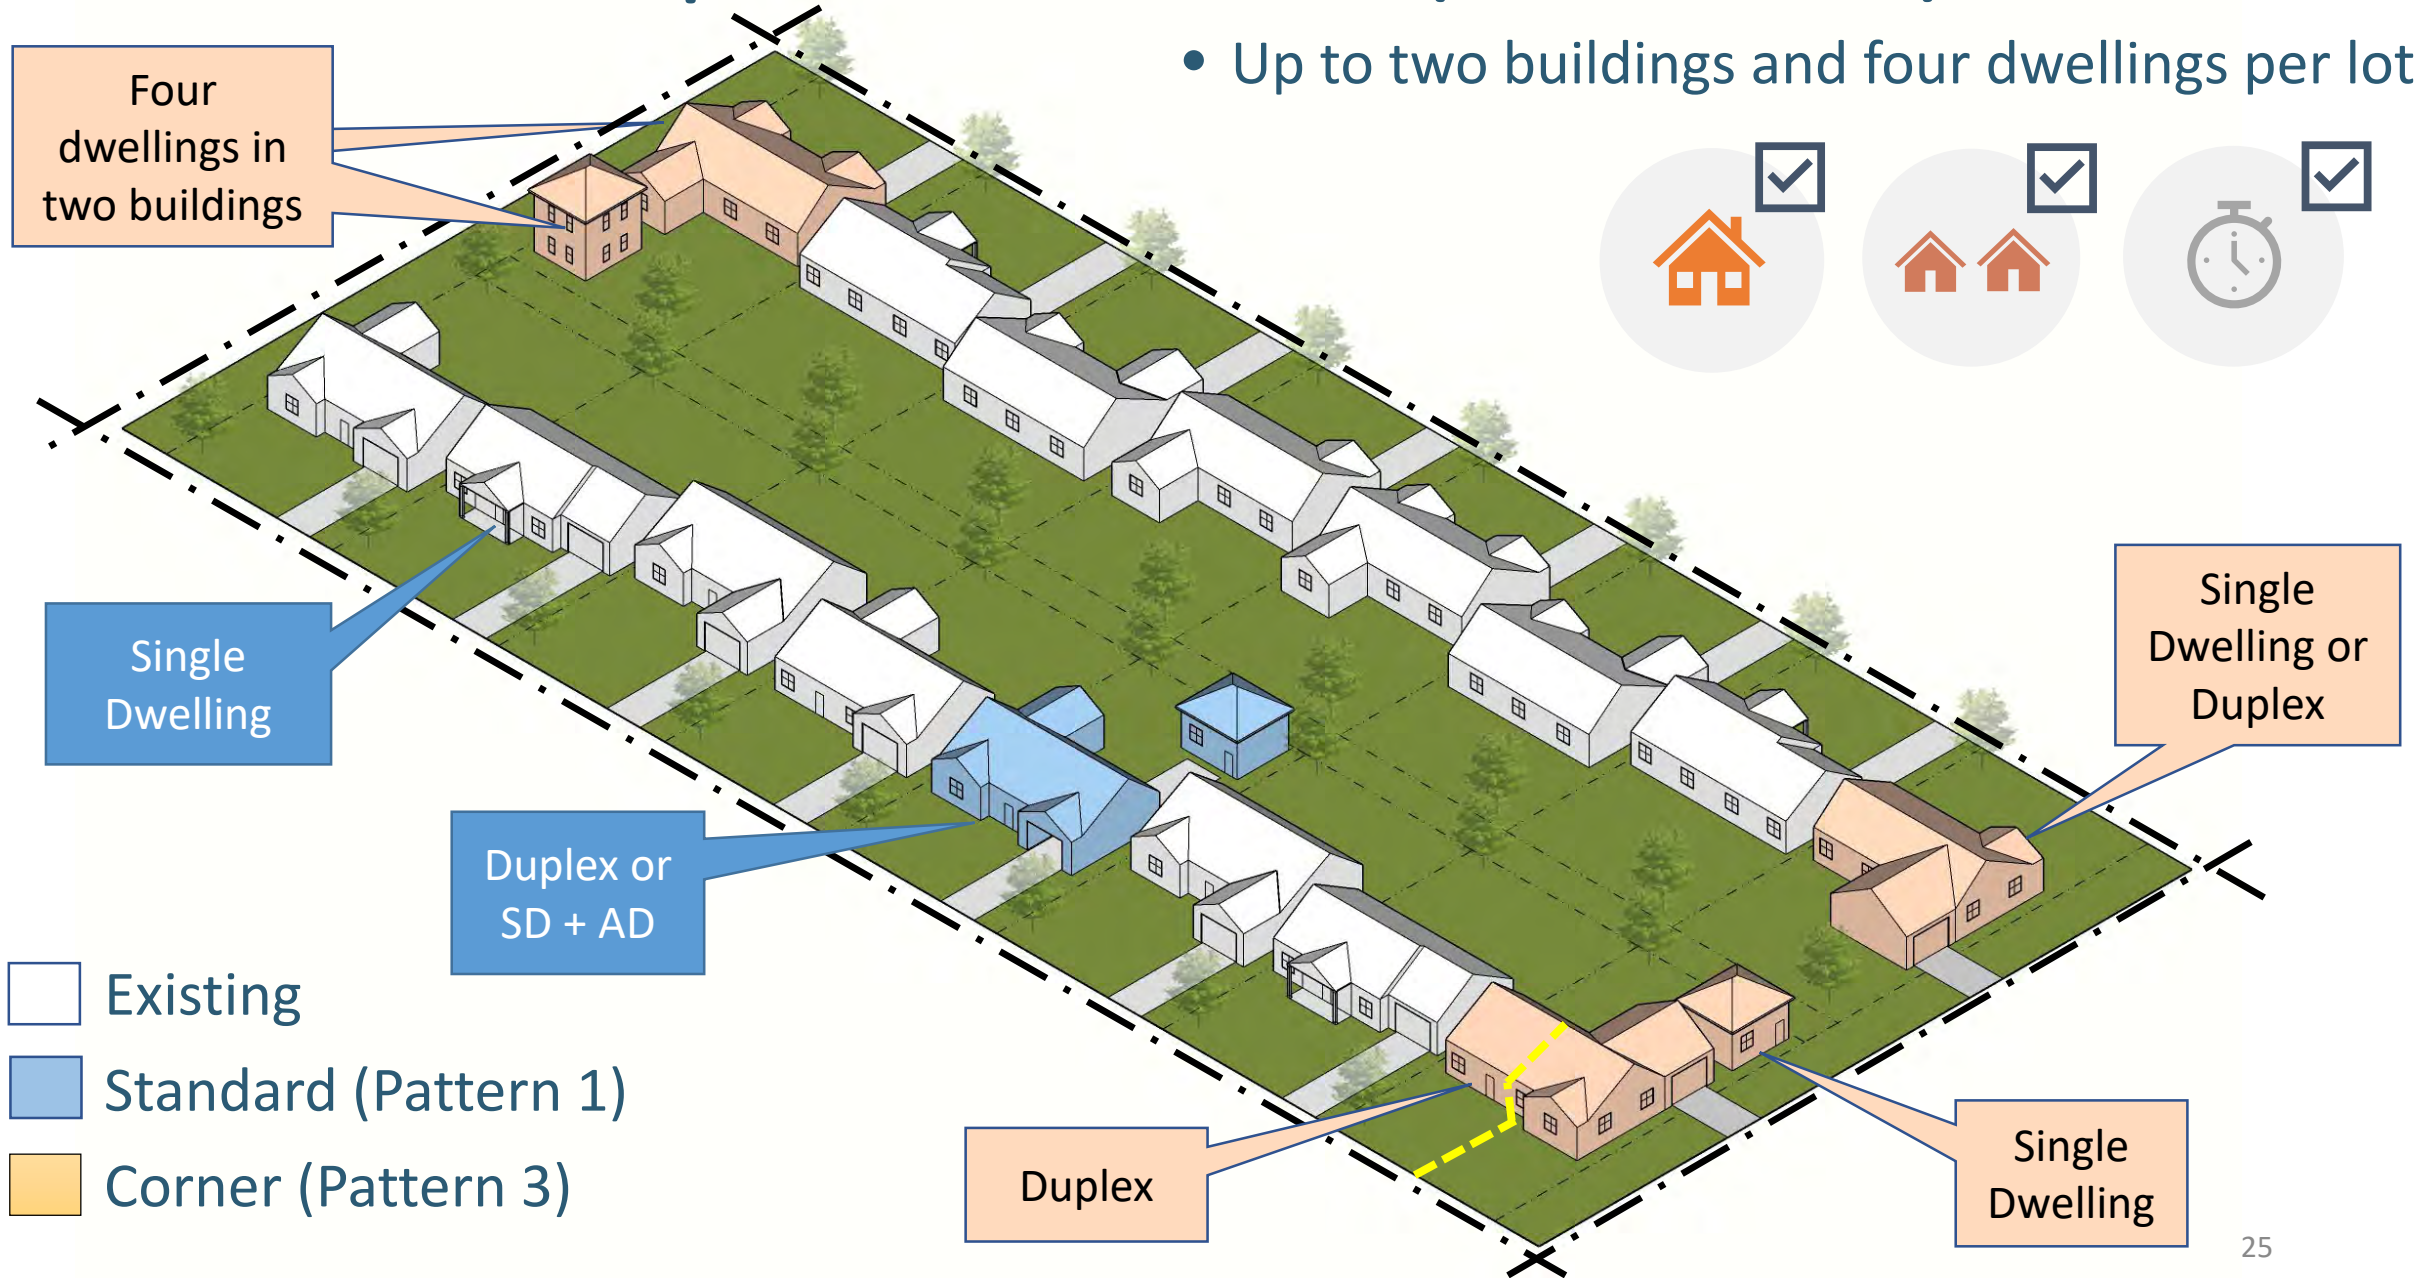 • Up to two buildings and four dwellings per lot
Four
dwellings in
two buildings
Single
Dwelling or
Duplex
Single
Dwelling
Duplex or
SD + AD
Existing
Standard (Pattern 1)
Corner (Pattern 3)
Duplex
Single
Dwelling
25